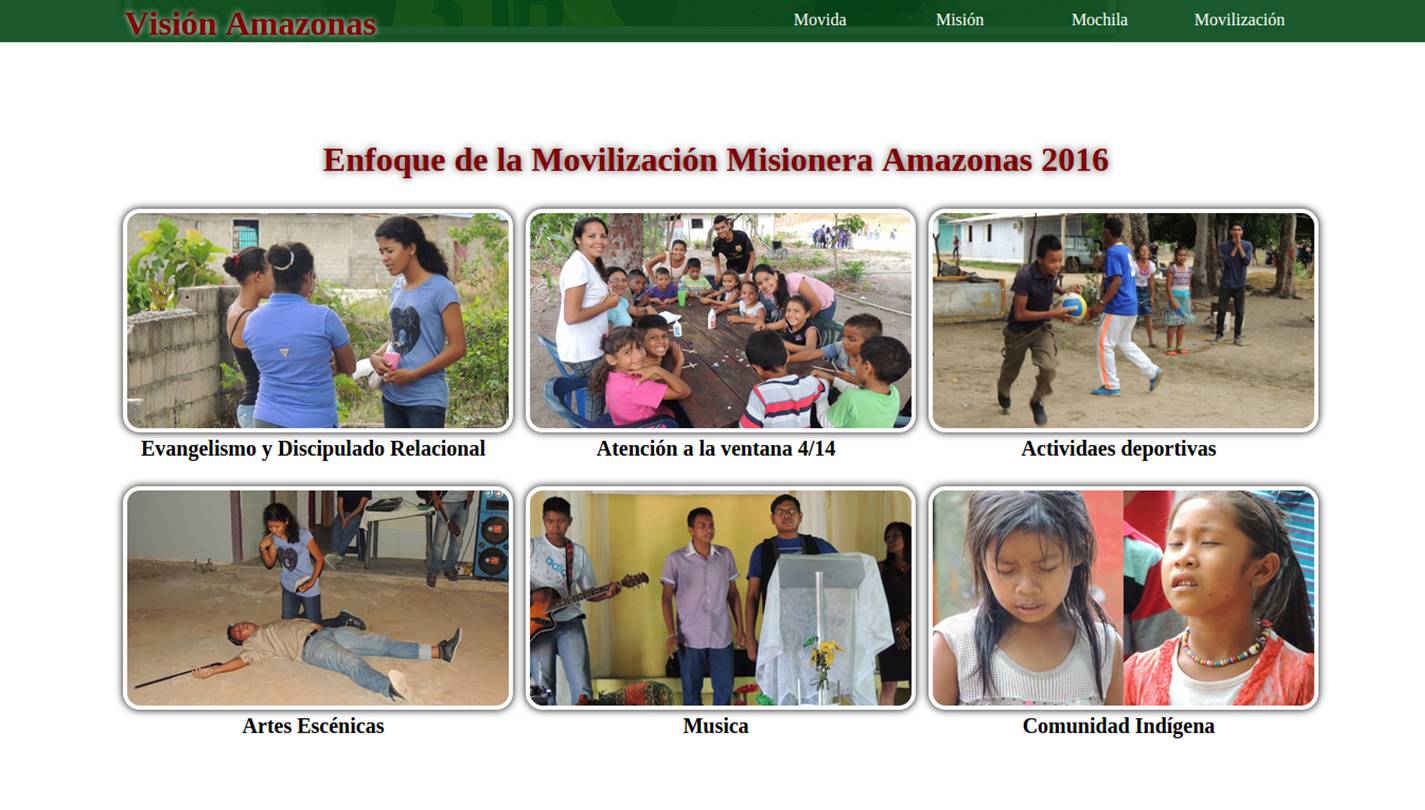 Visión Amazonas
Movida Misión Mochila Movilización
Enfoque de la Movilización Misionera Amazonas 2016
Evangelismo y Discipulado Relacional
Atención a la ventana 4/14
Actividaes deportivas
Artes Escénicas
Musica
Comunidad Indígena